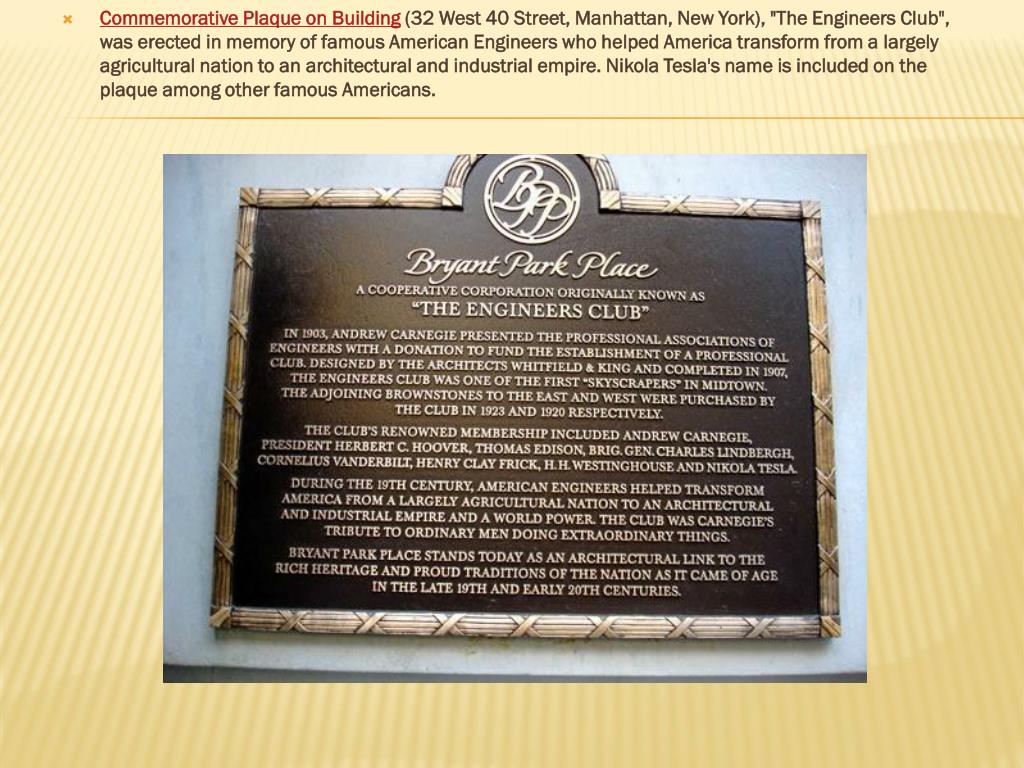 Commemorative Plaque on Building (32 West 40 Street, Manhattan, New York), "The Engineers Club",
was erected in memory of famous American Engineers who helped America transform from a largely
agricultural nation to an architectural and industrial empire. Nikola Tesla's name is included on the
plaque among other famous Americans.
BPP
Bryant Park Place
A COOPERATIVE CORPORATION ORIGINALLY KNOWN AS
“THE ENGINEERS CLUB”
IN 1903, ANDREW CARNEGIE PRESENTED THE PROFESSIONAL ASSOCIATIONS OF
ENGINEERS WITH A DONATION TO FUND THE ESTABLISHMENT OF A PROFESSIONAL
CLUB. DESIGNED BY THE ARCHITECTS WHITFIELD & KING AND COMPLETED IN 1907,
THE ENGINEERS CLUB WAS ONE OF THE FIRST “SKYSCRAPERS” IN MIDTOWN.
THE ADJOINING BROWNSTONES TO THE EAST AND WEST WERE PURCHASED BY
THE CLUB IN 1923 AND 1920 RESPECTIVELY.
THE CLUB'S RENOWNED MEMBERSHIP INCLUDED ANDREW CARNEGIE,
PRESIDENT HERBERT C. HOOVER, THOMAS EDISON, BRIG. GEN. CHARLES LINDBERGH,
CORNELIUS VANDERBILT, HENRY CLAY FRICK, H.H. WESTINGHOUSE AND NIKOLA TESLA.
DURING THE 19TH CENTURY, AMERICAN ENGINEERS HELPED TRANSFORM
AMERICA FROM A LARGELY AGRICULTURAL NATION TO AN ARCHITECTURAL
AND INDUSTRIAL EMPIRE AND A WORLD POWER. THE CLUB WAS CARNEGIE'S
TRIBUTE TO ORDINARY MEN DOING EXTRAORDINARY THINGS.
BRYANT PARK PLACE STANDS TODAY AS AN ARCHITECTURAL LINK TO THE
RICH HERITAGE AND PROUD TRADITIONS OF THE NATION AS IT CAME OF AGE
IN THE LATE 19TH AND EARLY 20TH CENTURIES.